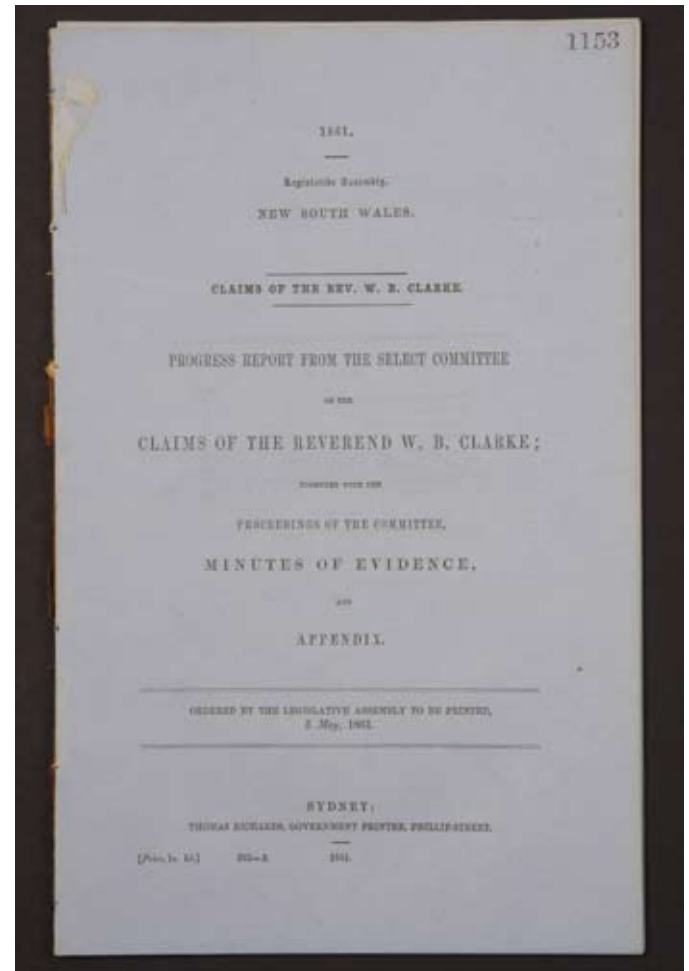 1153
1861.
Legislative Assembly.
NEW SOUTH WALES.
CLAIMS OF THE REV. W. B. CLARKE.
PROGRESS REPORT FROM THE SELECT COMMITTEE
ON THE
CLAIMS OF THE REVEREND W. B. CLARKE;
TOGETHER WITH THE
PROCEEDINGS OF THE COMMITTEE,
MINUTES OF EVIDENCE,
AND
APPENDIX.
ORDERED BY THE LEGISLATIVE ASSEMBLY TO BE PRINTED,
May, 1861.
SYDNEY:
THOMAS RICHARDS, GOVERNMENT PRINTER, PHILLIP-STREET.
[Price, 1861.